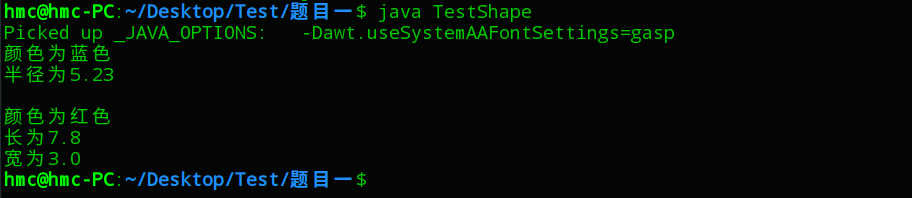 hmc@hmc-PC:~/Desktop/Test/题目一$ java TestShape
Picked up _JAVA_OPTIONS:   -Dawt.useSystemAAFontSettings=gasp
颜色为蓝色
半径为5.23

颜色为红色
长为7.8
宽为3.0
hmc@hmc-PC:~/Desktop/Test/题目一$